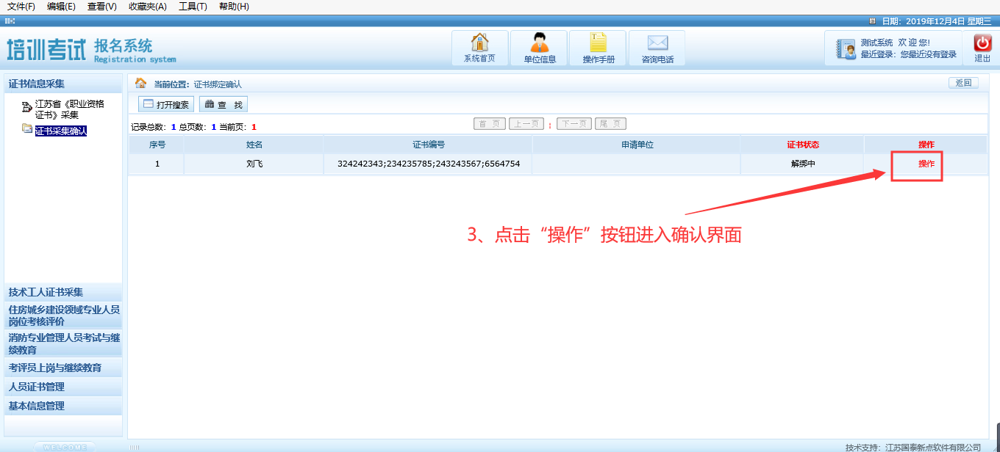 文件(F) 编辑(E) 查看(V) 收藏夹(A) 工具(T) 帮助(H)
日期: 2019年12月4日 星期三
培训考试 报名系统
Registration system
系统首页 单位信息 操作手册 咨询电话
测试系统 欢迎您!
最近登录: 您最近没有登录
退出
证书信息采集
江苏省《职业资格
证书》采集
证书采集确认
技术工人证书采集
住房城乡建设领域专业人员
岗位考核评价
消防专业管理人员考试与继
续教育
考评员上岗与继续教育
人员证书管理
基本信息管理
WELCOME
当前位置: 证书绑定确认
返回
打开搜索 查 找
记录总数: 1 总页数: 1 当前页: 1
首 页 上一页 下一页 尾 页
序号 姓名 证书编号 申请单位 证书状态 操作
1 刘飞 324242343;234235785;243243567;6564754 解绑中 操作
3、点击“操作”按钮进入确认界面
技术支持: 江苏国泰新点软件有限公司